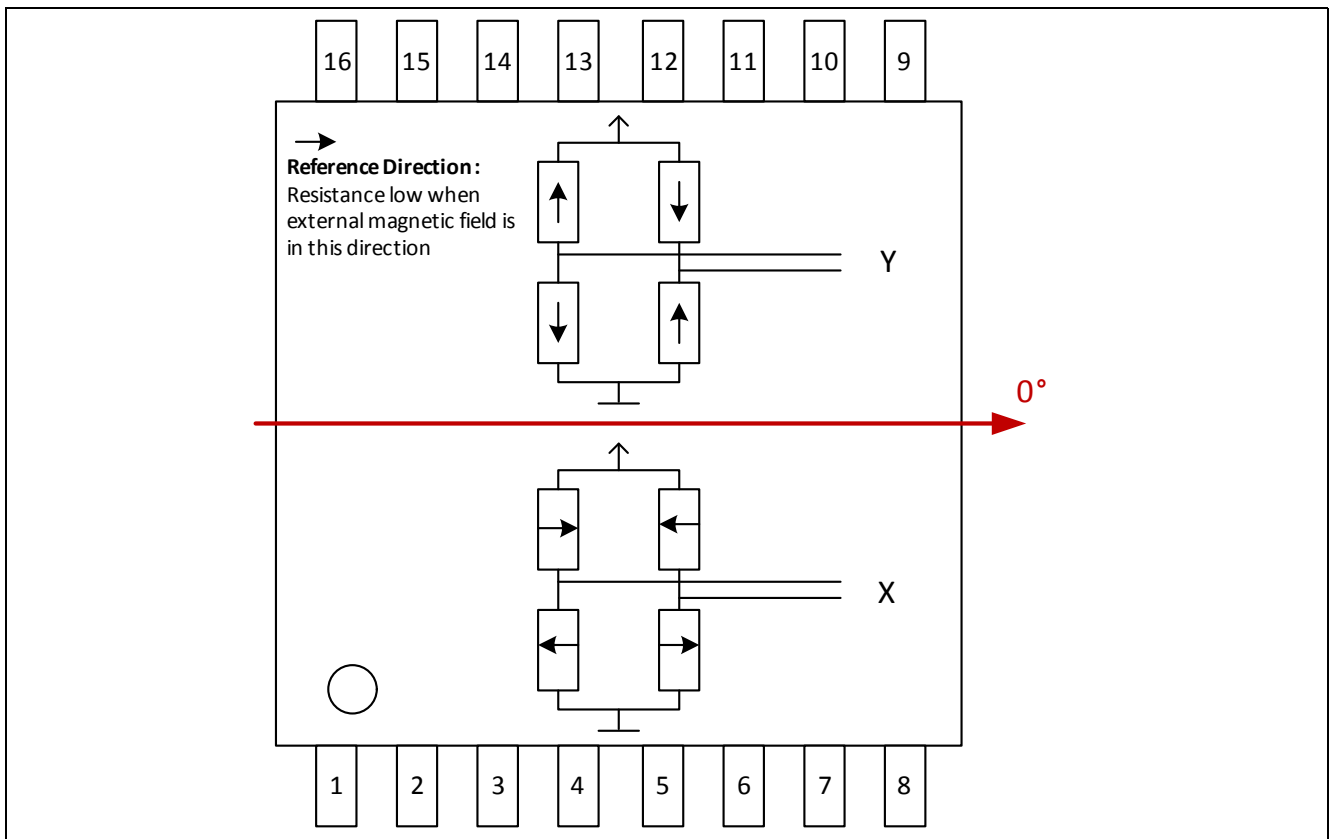 16 15 14 13 12 11 10 9
Reference Direction:
Resistance low when
external magnetic field is
in this direction
Y
0°
X
1 2 3 4 5 6 7 8